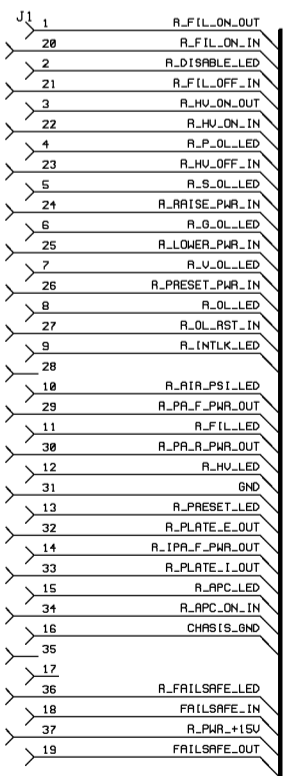 J1
1 R_FIL_ON_OUT
20 R_FIL_ON_IN
2 R_DISABLE_LED
21 R_FIL_OFF_IN
3 R_HV_ON_OUT
22 R_HV_ON_IN
4 R_P_OL_LED
23 R_HV_OFF_IN
5 R_S_OL_LED
24 R_RAISE_PWR_IN
6 R_G_OL_LED
25 R_LOWER_PWR_IN
7 R_V_OL_LED
26 R_PRESET_PWR_IN
8 R_OL_LED
27 R_OL_RST_IN
9 R_INTLK_LED
28
10 R_AIR_PSI_LED
29 R_PA_F_PWR_OUT
11 R_FIL_LED
30 R_PA_R_PWR_OUT
12 R_HV_LED
31 GND
13 R_PRESET_LED
32 R_PLATE_E_OUT
14 R_IPA_F_PWR_OUT
33 R_PLATE_I_OUT
15 R_APC_LED
34 R_APC_ON_IN
16 CHASIS_GND
35
17
36 R_FAILSAFE_LED
18 FAILSAFE_IN
37 R_PWR_+15V
19 FAILSAFE_OUT